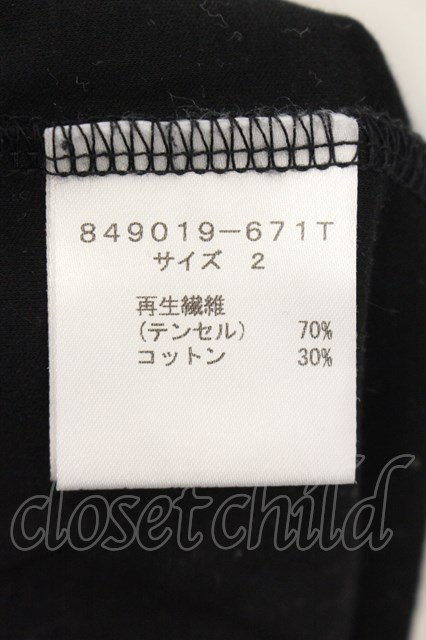 849019-671T
サイズ 2
再生繊維
(テンセル) 70%
コットン 30%
closetchild